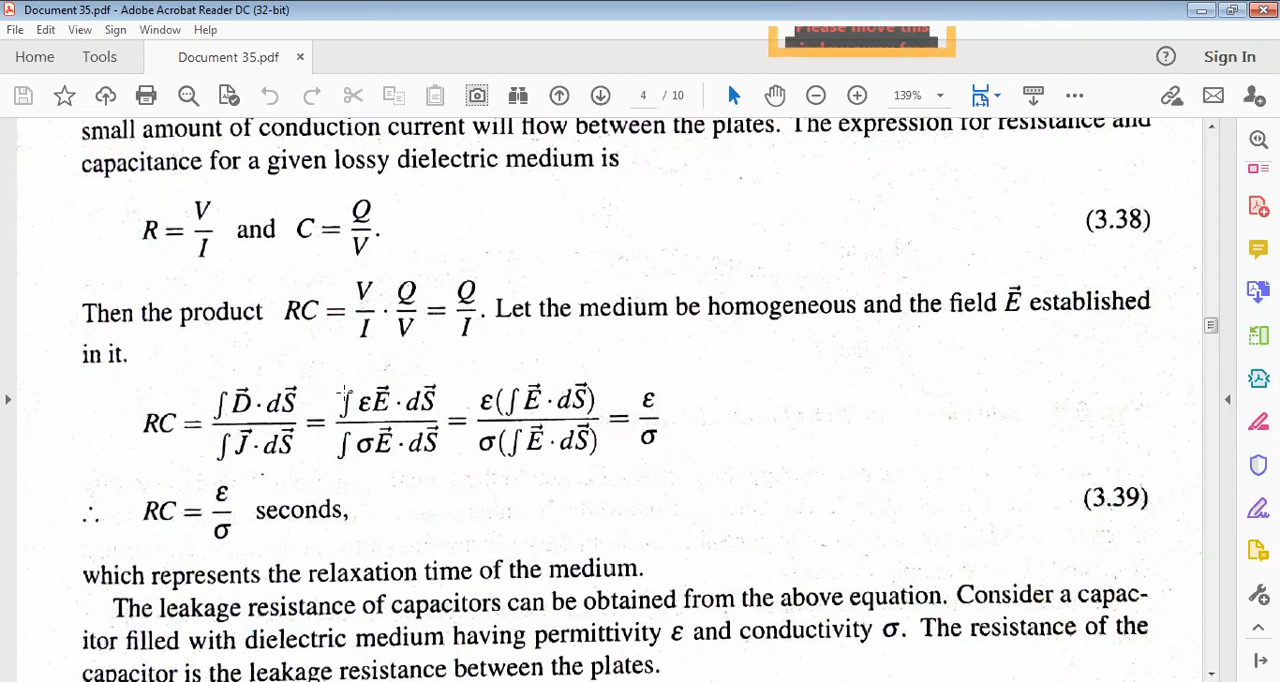 Document 35.pdf - Adobe Acrobat Reader DC (32-bit)
File Edit View Sign Window Help
Please move this
Home Tools Document 35.pdf × Sign In
4 / 10 139%
small amount of conduction current will flow between the plates. The expression for resistance and
capacitance for a given lossy dielectric medium is
R = V/I and C = Q/V. (3.38)
Then the product RC = V/I · Q/V = Q/I. Let the medium be homogeneous and the field E⃗ established
in it.
RC = ∫D⃗·dS⃗ / ∫J⃗·dS⃗ = ∫εE⃗·dS⃗ / ∫σE⃗·dS⃗ = ε(∫E⃗·dS⃗) / σ(∫E⃗·dS⃗) = ε/σ
∴ RC = ε/σ seconds, (3.39)
which represents the relaxation time of the medium.
The leakage resistance of capacitors can be obtained from the above equation. Consider a capac-
itor filled with dielectric medium having permittivity ε and conductivity σ. The resistance of the
capacitor is the leakage resistance between the plates.